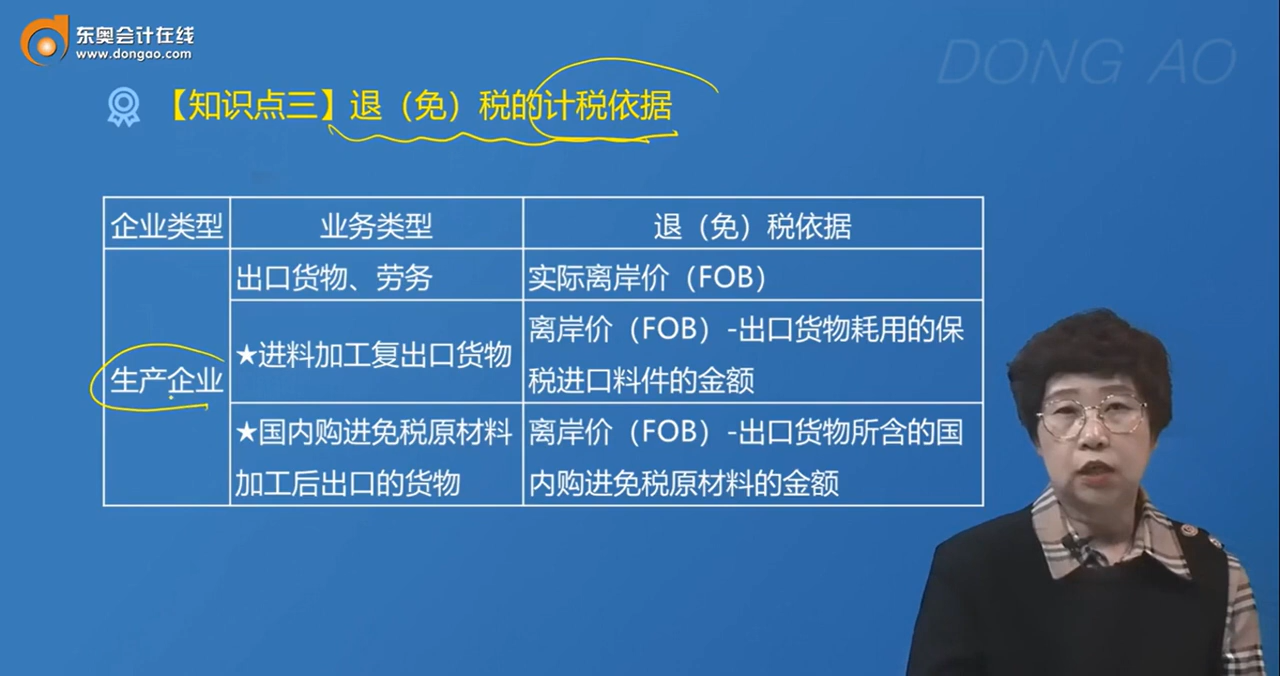 东奥会计在线
www.dongao.com
DONG AO
【知识点三】退（免）税的计税依据
企业类型 业务类型 退（免）税依据
生产企业
出口货物、劳务 实际离岸价（FOB）
★进料加工复出口货物
离岸价（FOB）-出口货物耗用的保
税进口料件的金额
★国内购进免税原材料
加工后出口的货物
离岸价（FOB）-出口货物所含的国
内购进免税原材料的金额